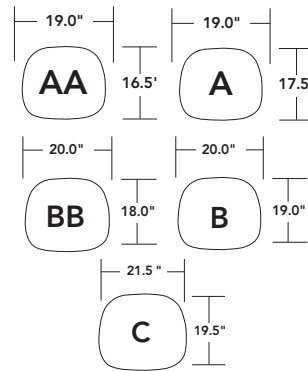 19.0" 19.0"
AA 16.5' A 17.5
20.0" 20.0"
BB 18.0" B 19.0"
21.5 "
C 19.5"